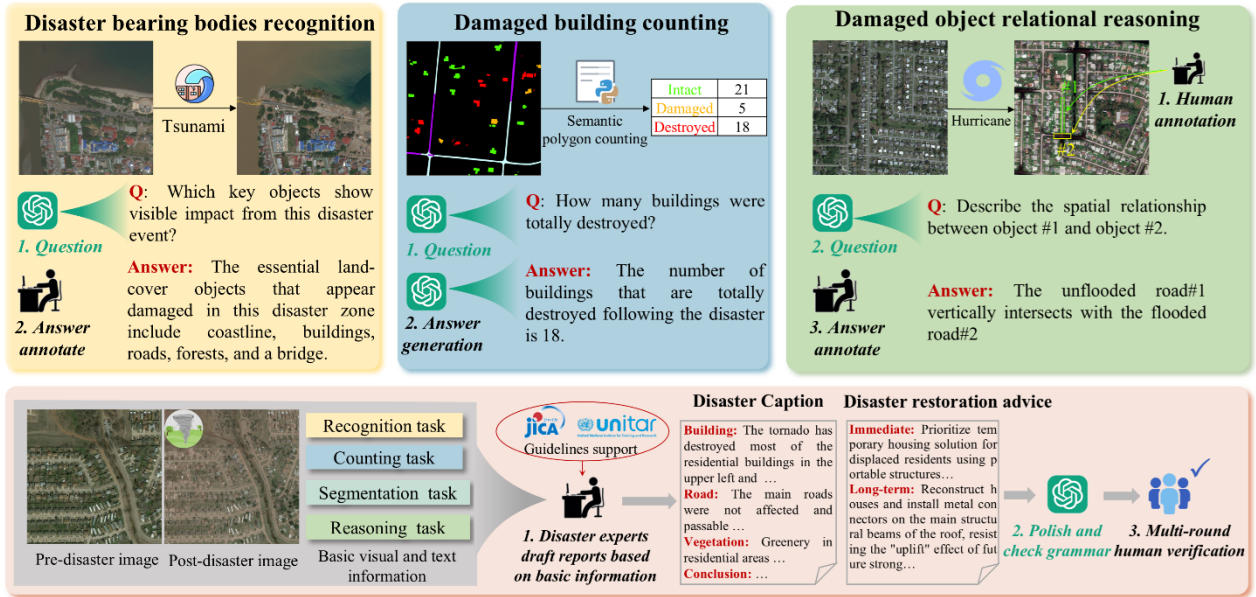 Disaster bearing bodies recognition
Tsunami
Q: Which key objects show
visible impact from this disaster
event?
1. Question
Answer: The essential land-
cover objects that appear
damaged in this disaster zone
include coastline, buildings,
roads, forests, and a bridge.
2. Answer
annotate
Damaged building counting
Semantic
polygon counting
Intact 21
Damaged 5
Destroyed 18
Q: How many buildings were
totally destroyed?
1. Question
Answer: The number of
buildings that are totally
destroyed following the disaster
is 18.
2. Answer
generation
Damaged object relational reasoning
Hurricane
#1
#2
1. Human
annotation
Q: Describe the spatial relationship
between object #1 and object #2.
2. Question
Answer: The unflooded road#1
vertically intersects with the flooded
road#2
3. Answer
annotate
Pre-disaster image
Post-disaster image
Recognition task
Counting task
Segmentation task
Reasoning task
Basic visual and text
information
JICA
unitar
United Nations Institute for Training and Research
Guidelines support
1. Disaster experts
draft reports based
on basic information
Disaster Caption
Building: The tornado has
destroyed most of the
residential buildings in the
upper left and …
Road: The main roads
were not affected and
passable …
Vegetation: Greenery in
residential areas …
Conclusion: …
Disaster restoration advice
Immediate: Prioritize tem
porary housing solution for
displaced residents using p
ortable structures…
Long-term: Reconstruct h
ouses and install metal con
nectors on the main structu
ral beams of the roof, resist
ing the "uplift" effect of fut
ure strong…
2. Polish and
check grammar
3. Multi-round
human verification